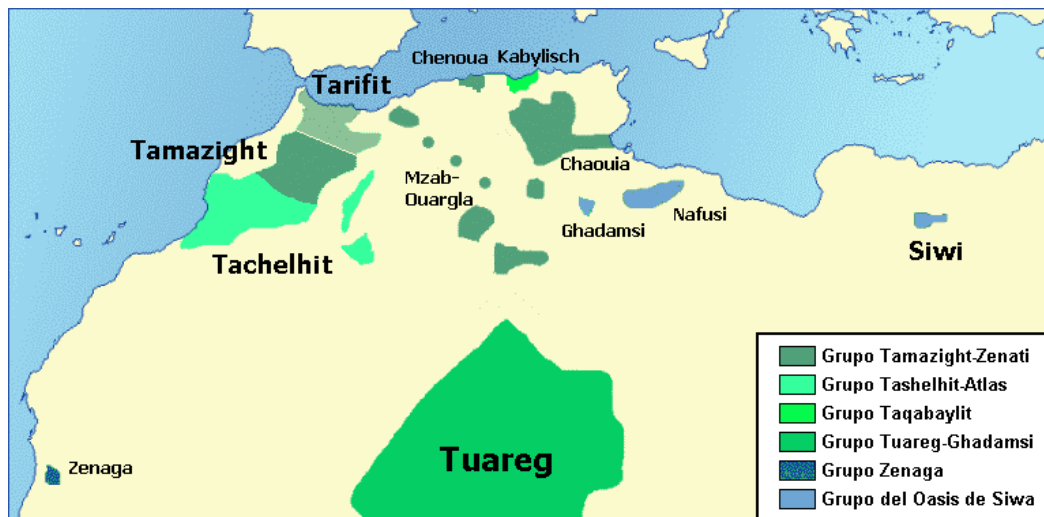 Chenoua
Kabylisch
Tarifit
Tamazight
Mzab-
Ouargla
Chaouia
Ghadamsi
Nafusi
Siwi
Tachelhit
Zenaga
Tuareg
Grupo Tamazight-Zenati
Grupo Tashelhit-Atlas
Grupo Taqabaylit
Grupo Tuareg-Ghadamsi
Grupo Zenaga
Grupo del Oasis de Siwa